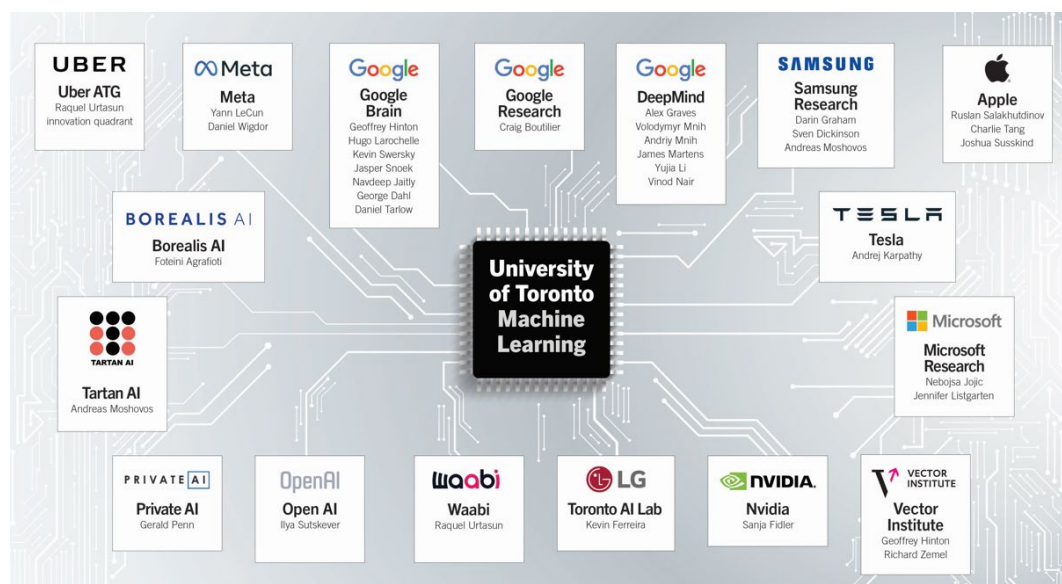 UBER
Uber ATG
Raquel Urtasun
innovation quadrant
Meta
Meta
Yann LeCun
Daniel Wigdor
Google
Google
Brain
Geoffrey Hinton
Hugo Larochelle
Kevin Swersky
Jasper Snoek
Navdeep Jaitly
George Dahl
Daniel Tarlow
Google
Google
Research
Craig Boutilier
Google
DeepMind
Alex Graves
Volodymyr Mnih
Andriy Mnih
James Martens
Yujia Li
Vinod Nair
SAMSUNG
Samsung
Research
Darin Graham
Sven Dickinson
Andreas Moshovos
Apple
Ruslan Salakhutdinov
Charlie Tang
Joshua Susskind
BOREALIS AI
Borealis AI
Foteini Agrafioti
University
of Toronto
Machine
Learning
TESLA
Tesla
Andrej Karpathy
TARTAN AI
Tartan AI
Andreas Moshovos
Microsoft
Microsoft
Research
Nebojsa Jojic
Jennifer Listgarten
PRIVATE AI
Private AI
Gerald Penn
OpenAI
Open AI
Ilya Sutskever
waabi
Waabi
Raquel Urtasun
LG
Toronto AI Lab
Kevin Ferreira
NVIDIA.
Nvidia
Sanja Fidler
VECTOR
INSTITUTE
Vector
Institute
Geoffrey Hinton
Richard Zemel